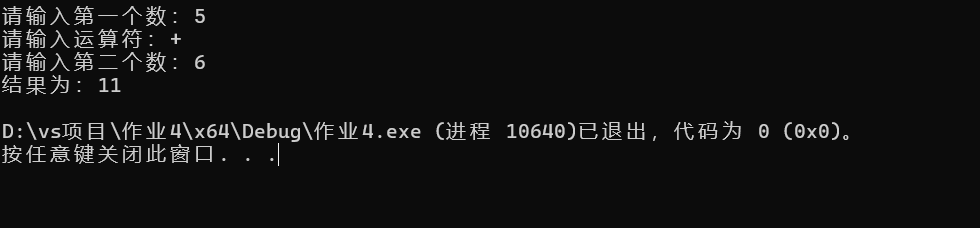 请输入第一个数：5
请输入运算符：+
请输入第二个数：6
结果为：11
D:\vs项目\作业4\x64\Debug\作业4.exe (进程 10640)已退出，代码为 0 (0x0)。
按任意键关闭此窗口. . .